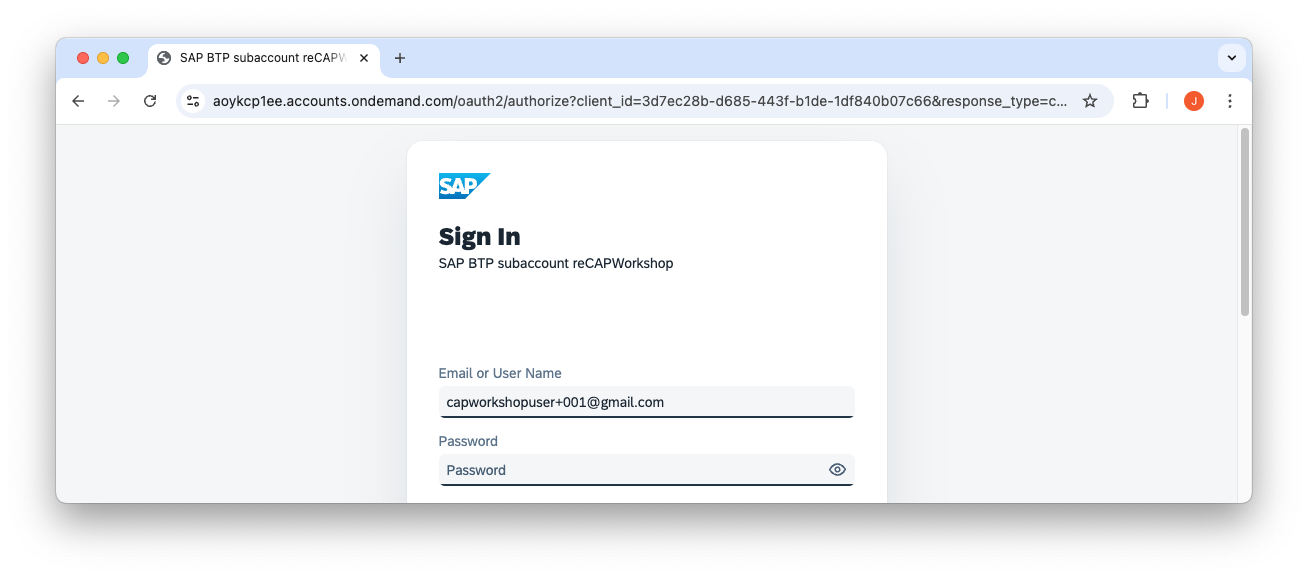 SAP BTP subaccount reCAPW
aoykcp1ee.accounts.ondemand.com/oauth2/authorize?client_id=3d7ec28b-d685-443f-b1de-1df840b07c66&response_type=c...
J
SAP
Sign In
SAP BTP subaccount reCAPWorkshop
Email or User Name
capworkshopuser+001@gmail.com
Password
Password